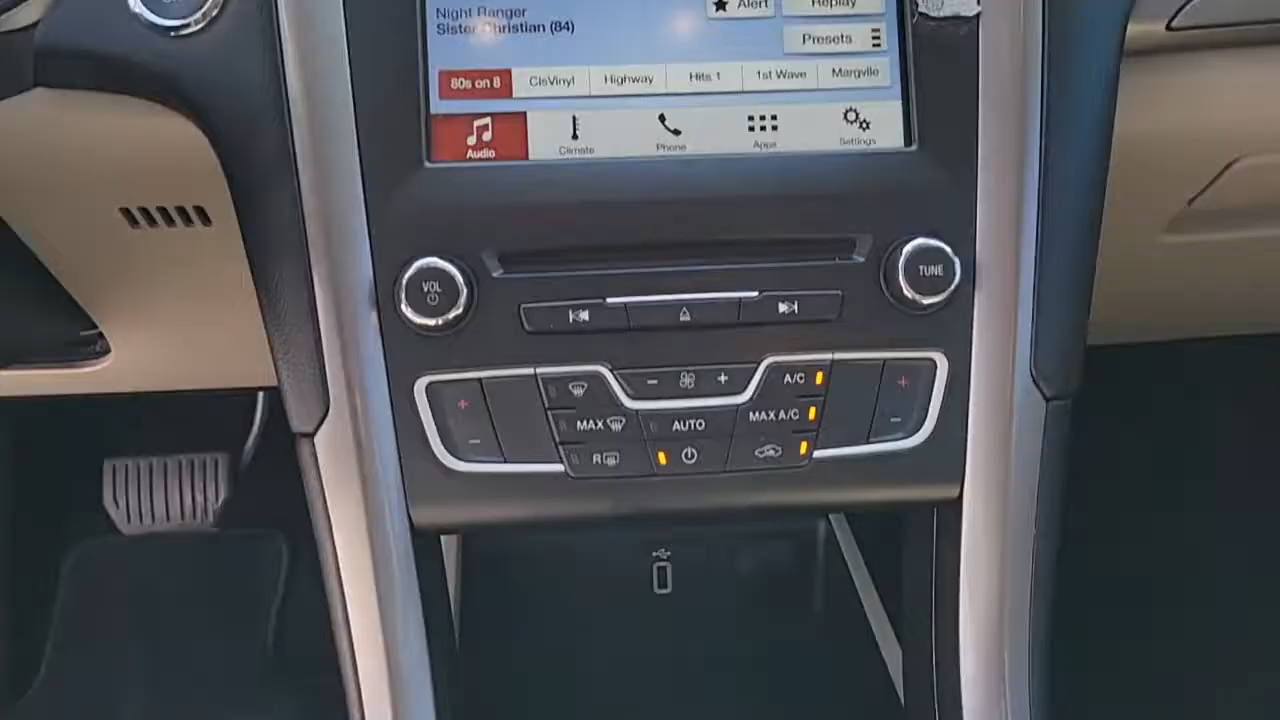 Night Ranger
Sister Christian (84)
Alert
Replay
Presets
80s on 8
ClsVinyl
Highway
Hits 1
1st Wave
Margvlle
Audio
Climate
Phone
Apps
Settings
VOL
TUNE
A/C
MAX
AUTO
MAX A/C
R